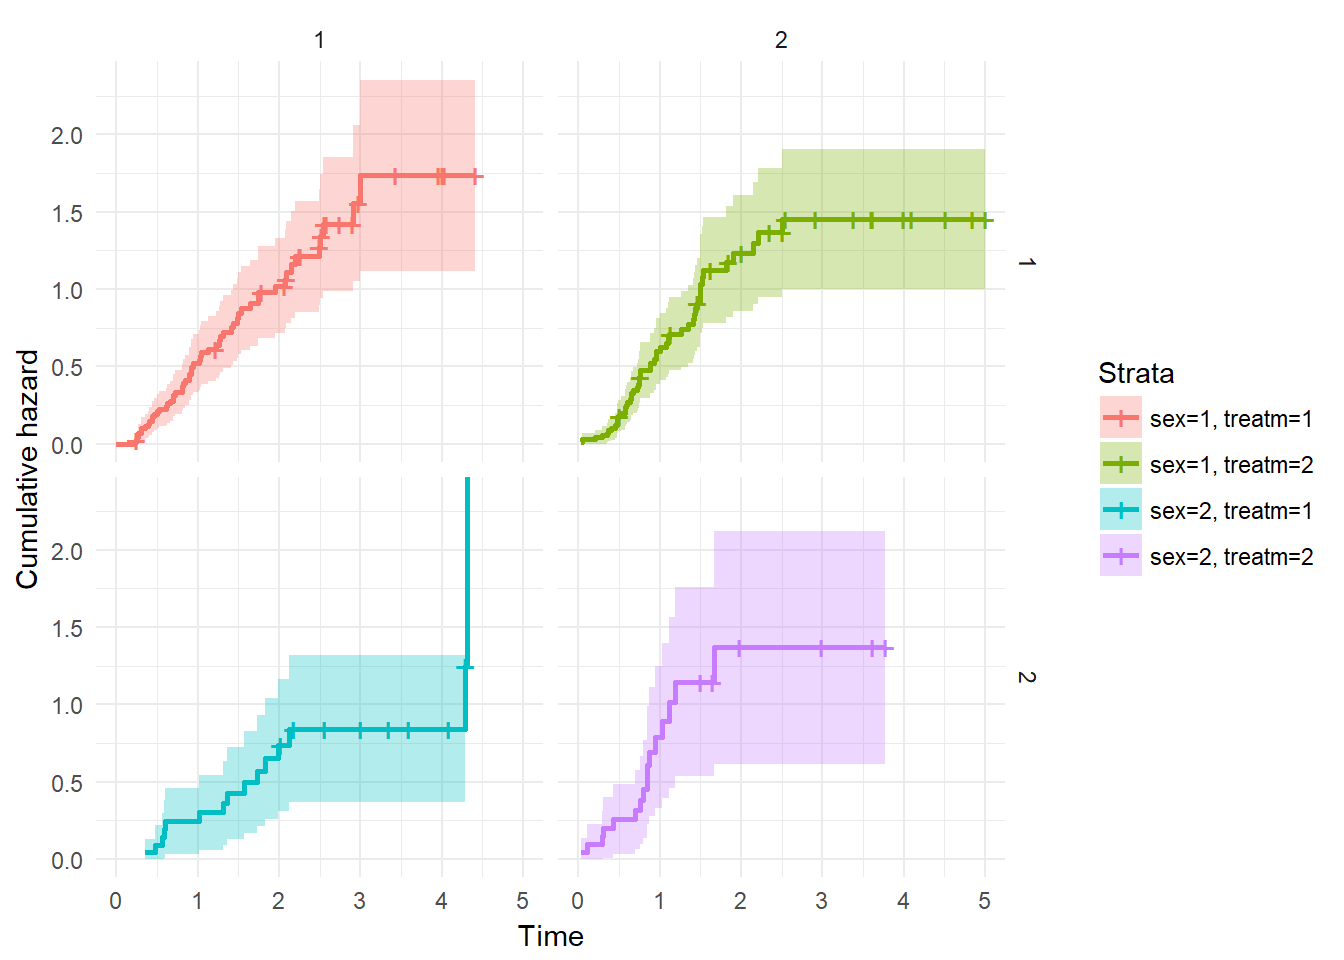 1
2
2.0
1.5
1.0
0.5
0.0
1
Cumulative hazard
2.0
1.5
1.0
0.5
0.0
2
0 1 2 3 4 5
0 1 2 3 4 5
Time
Strata
sex=1, treatm=1
sex=1, treatm=2
sex=2, treatm=1
sex=2, treatm=2